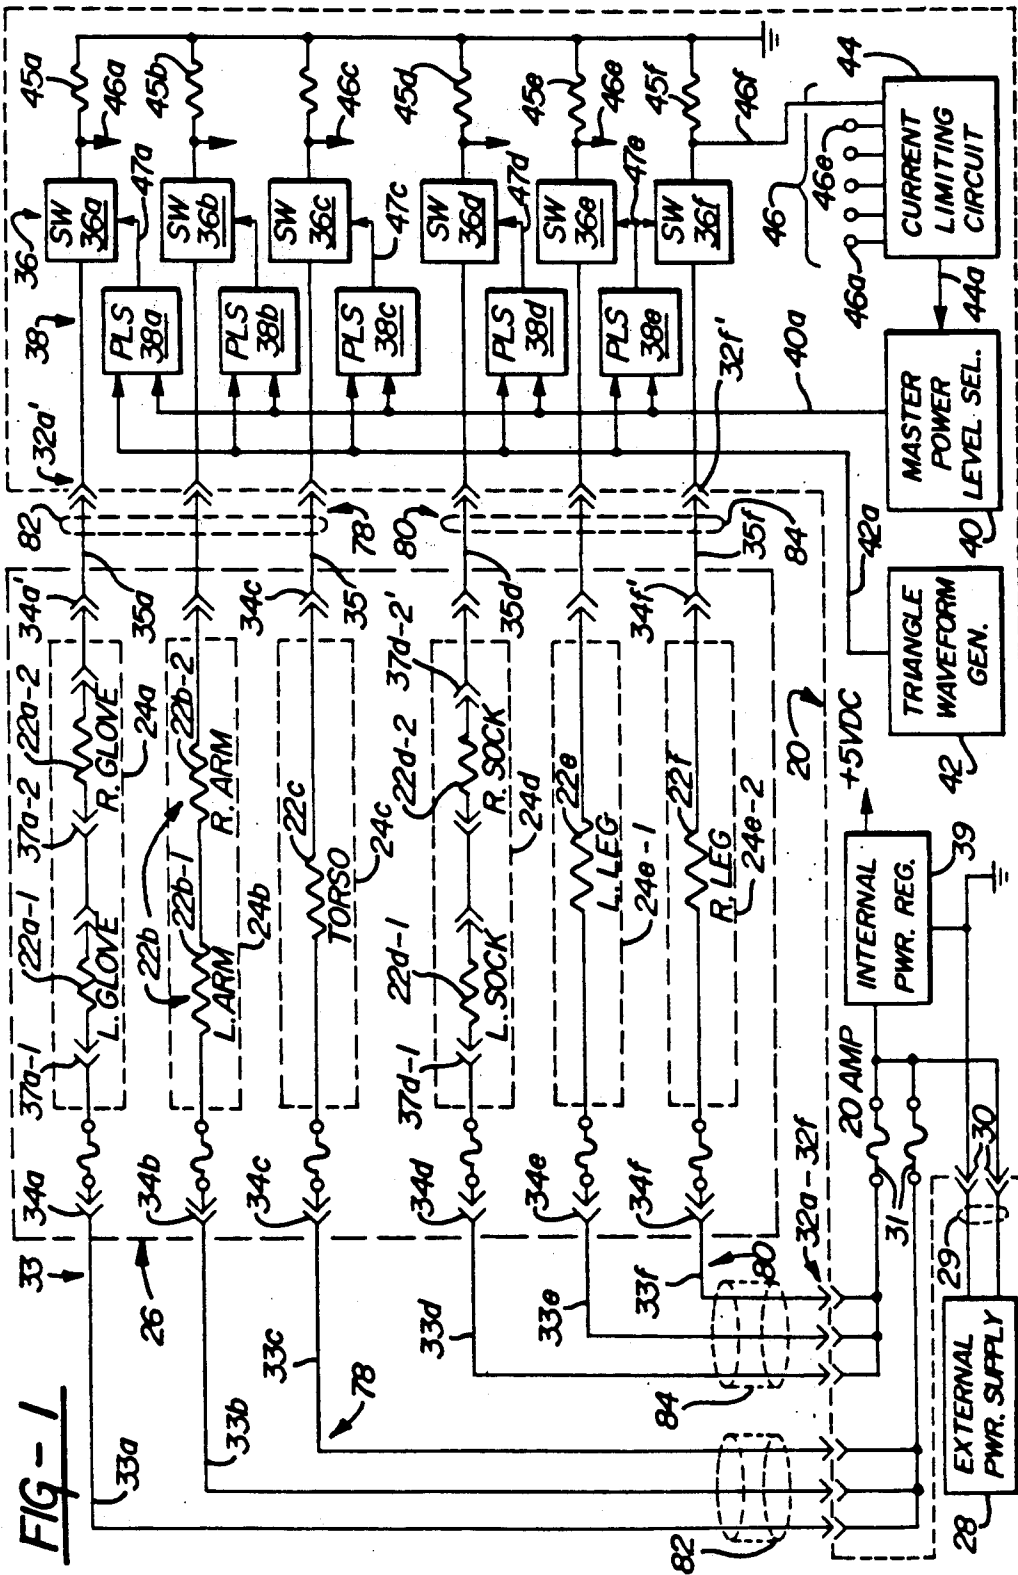 FIG-1
33
34a
37a-1
22a-1
37a-2
22a-2
34a'
82
32a'
38
36
45a
33a
26
L. GLOVE
R. GLOVE
24a
35a
SW
36a
46a
47a
45b
PLS
38a
33b
34b
22b
22b-1
22b-2
L. ARM
R. ARM
24b
SW
36b
PLS
38b
33c
34c
22c
34c
TORSO
24c
35'
78'
SW
36c
46c
47c
PLS
38c
78
33d
34d
37d-1
22d-1
22d-2
37d-2'
L. SOCK
R. SOCK
24d
35d
80'
SW
36d
45d
47d
PLS
38d
33e
34e
22e
L. LEG
24e-1
SW
36e
45e
46e
47e
PLS
38e
33f
34f
22f
R. LEG
24e-2
34f'
35f
84'
32f'
SW
36f
45f
46f
80
84
82
32a-32f
20 AMP
31
30
29
EXTERNAL
PWR. SUPPLY
28
INTERNAL
PWR. REG.
39
+5VDC
20
TRIANGLE
WAVEFORM
GEN.
42
42a
MASTER
POWER
LEVEL SEL.
40
40a
44a
CURRENT
LIMITING
CIRCUIT
44
46
46a
46e